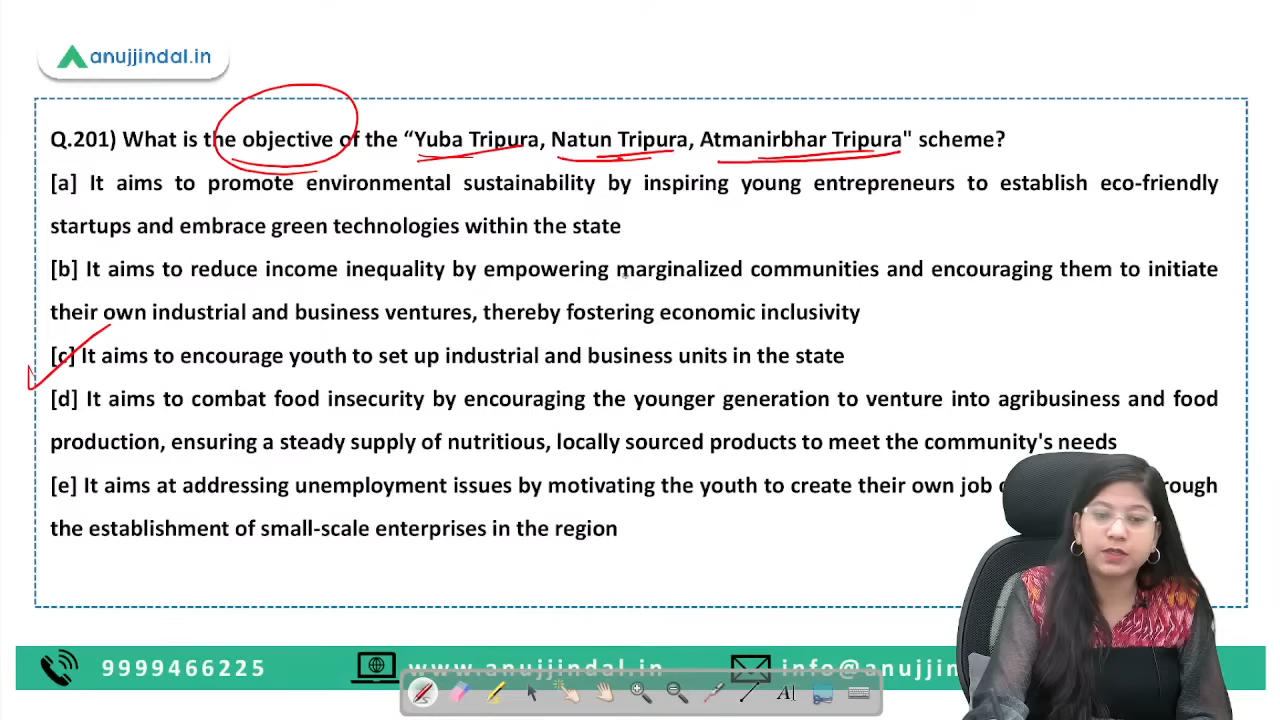 anujjindal.in
Q.201) What is the objective of the “Yuba Tripura, Natun Tripura, Atmanirbhar Tripura" scheme?
[a] It aims to promote environmental sustainability by inspiring young entrepreneurs to establish eco-friendly
startups and embrace green technologies within the state
[b] It aims to reduce income inequality by empowering marginalized communities and encouraging them to initiate
their own industrial and business ventures, thereby fostering economic inclusivity
[c] It aims to encourage youth to set up industrial and business units in the state
[d] It aims to combat food insecurity by encouraging the younger generation to venture into agribusiness and food
production, ensuring a steady supply of nutritious, locally sourced products to meet the community's needs
[e] It aims at addressing unemployment issues by motivating the youth to create their own job
the establishment of small-scale enterprises in the region
9999466225 www.anujjindal.in
AI